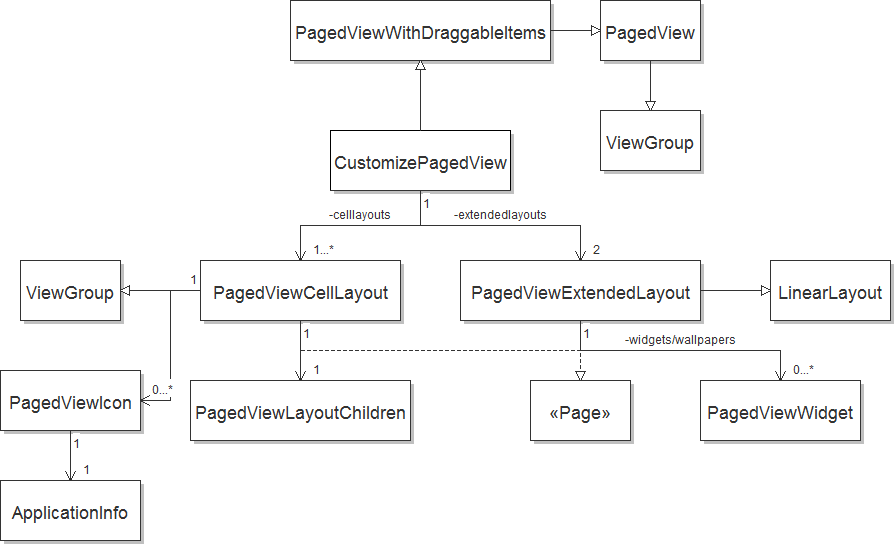 PagedViewWithDraggableItems
PagedView
ViewGroup
CustomizePagedView
1
-celllayouts
-extendedlayouts
1...*
2
ViewGroup
1
PagedViewCellLayout
PagedViewExtendedLayout
LinearLayout
1
1
-widgets/wallpapers
0...*
1
0...*
PagedViewIcon
PagedViewLayoutChildren
«Page»
PagedViewWidget
1
1
ApplicationInfo